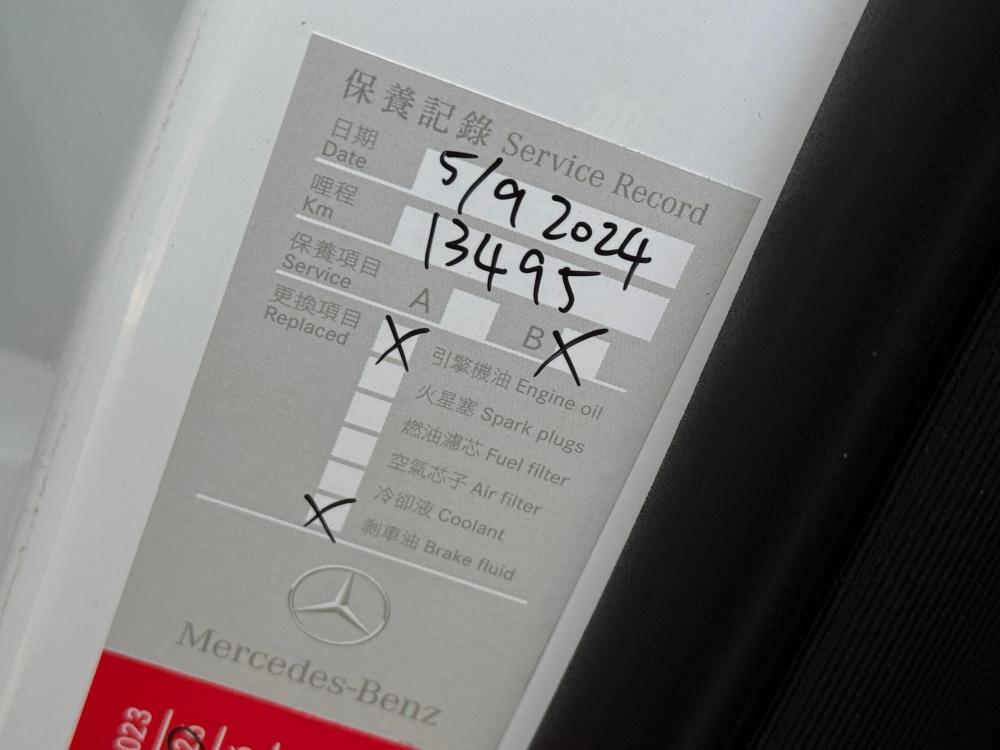 保養記錄 Service Record
日期
Date
5/9 2024
哩程
Km
13495
保養項目
Service
A
B X
更換項目
Replaced
X 引擎機油 Engine oil
火星塞 Spark plugs
燃油濾芯 Fuel filter
空氣芯子 Air filter
冷卻液 Coolant
X 剎車油 Brake fluid
Mercedes-Benz
023